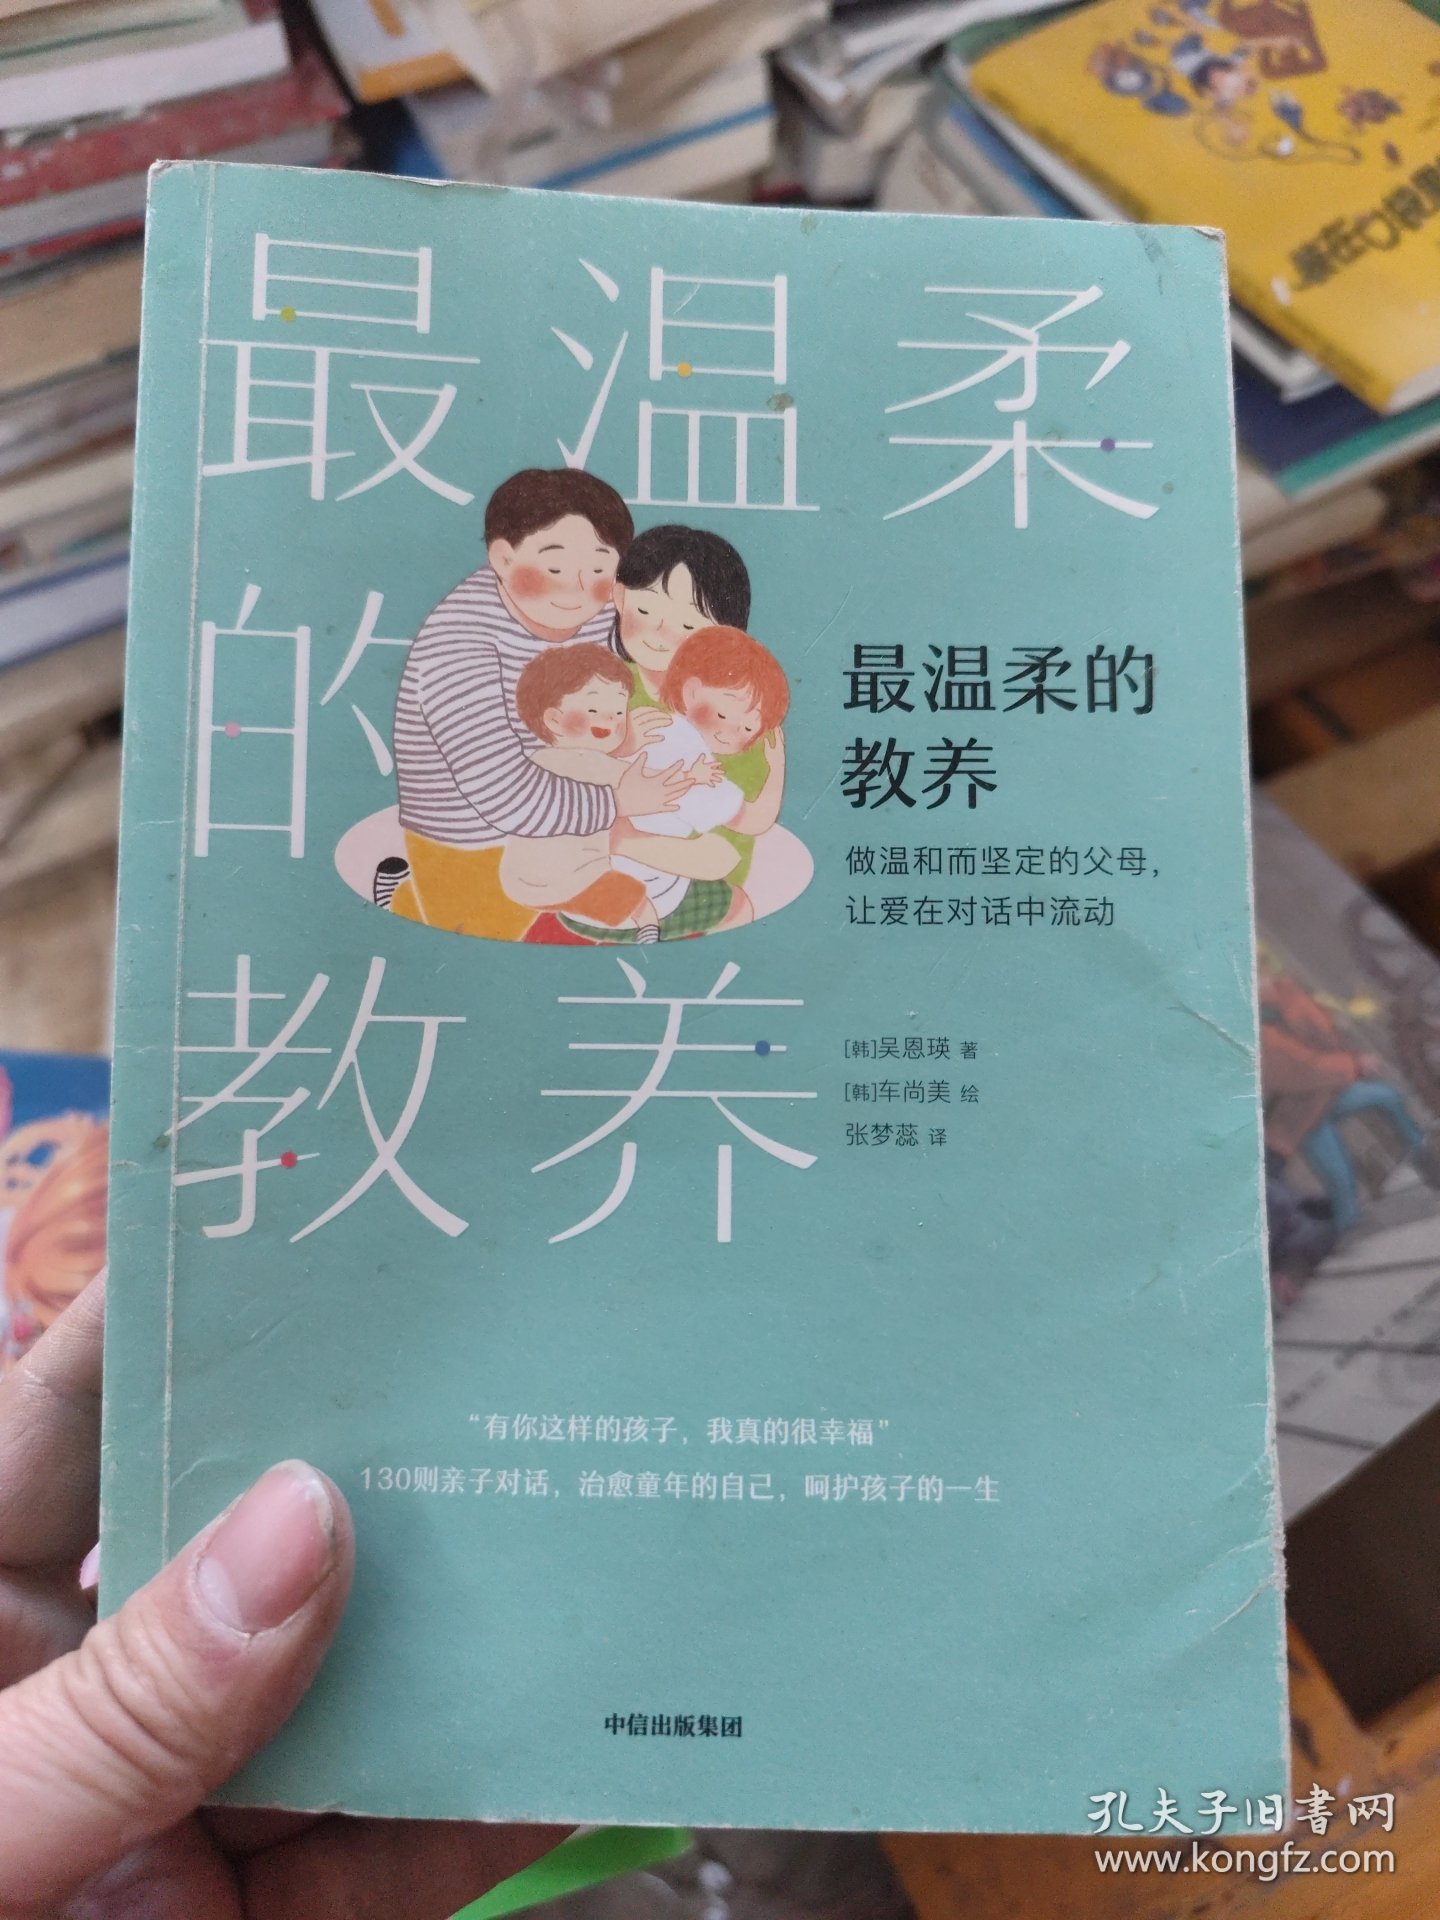 最温柔
的
教养
最温柔的
教养
做温和而坚定的父母,
让爱在对话中流动
[韩]吴恩瑛 著
[韩]车尚美 绘
张梦蕊 译
“有你这样的孩子，我真的很幸福”
130则亲子对话，治愈童年的自己，呵护孩子的一生
中信出版集团
孔夫子旧书网
www.kongfz.com